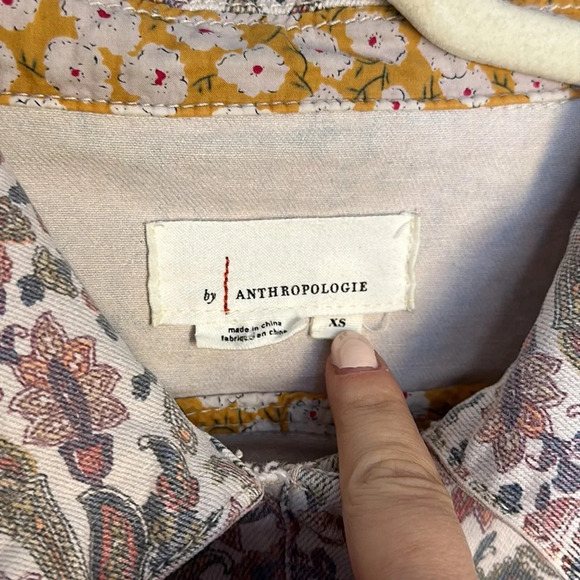 by ANTHROPOLOGIE
made in china
fabriqué en chine
XS